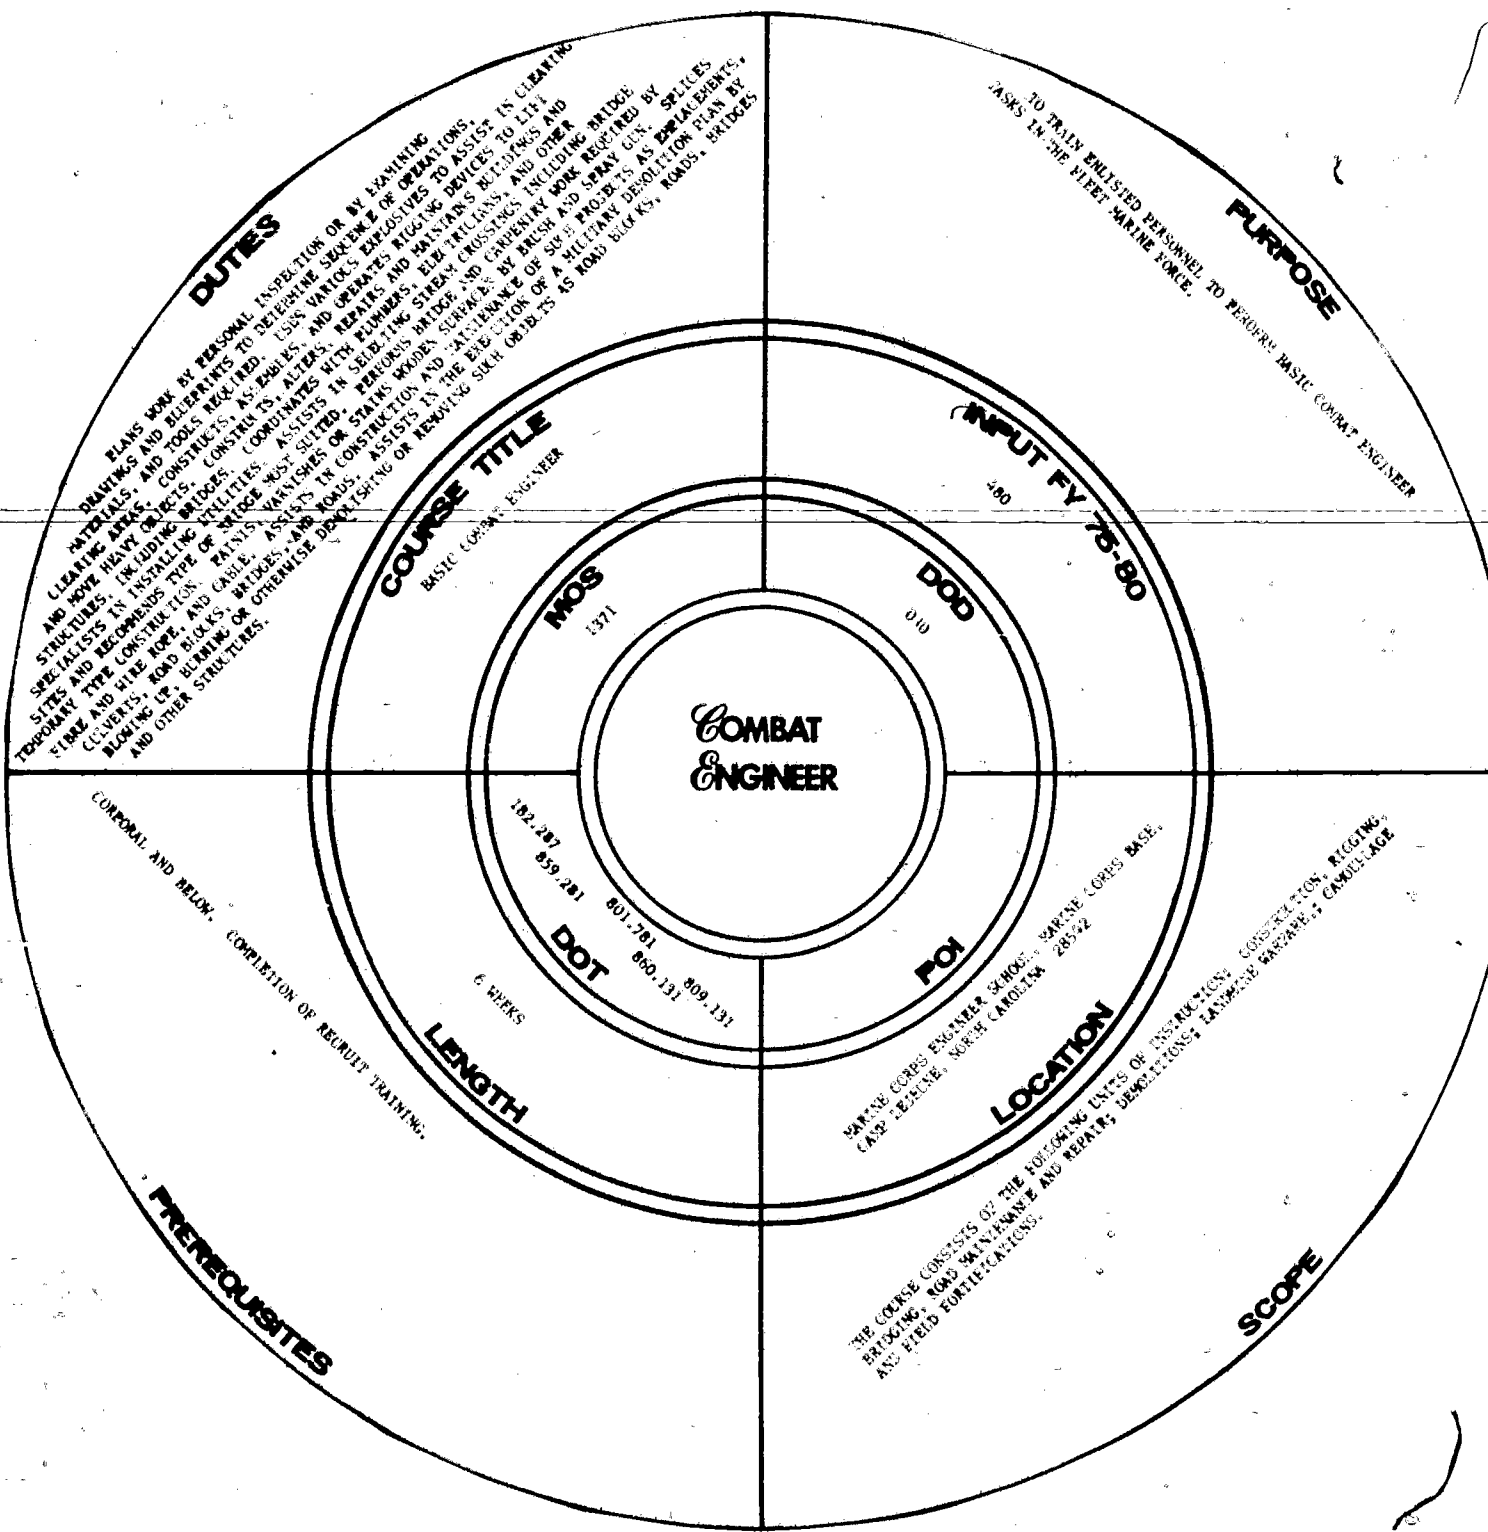 DUTIES
PLANS WORK BY PERSONAL INSPECTION OR BY EXAMINING
DRAWINGS AND BLUEPRINTS TO DETERMINE SEQUENCE OF OPERATIONS,
MATERIALS, AND TOOLS REQUIRED. USES VARIOUS EXPLOSIVES TO ASSIST IN CLEARING
CLEARING AREAS. CONSTRUCTS, ASSEMBLES, AND OPERATES RIGGING DEVICES TO LIFT
AND MOVE HEAVY OBJECTS. CONSTRUCTS, ALTERS, REPAIRS AND MAINTAINS BUILDINGS AND
STRUCTURES, INCLUDING BRIDGES. COORDINATES WITH PLUMBERS, ELECTRICIANS, AND OTHER
SPECIALISTS IN INSTALLING UTILITIES. ASSISTS IN SELECTING STREAM CROSSINGS INCLUDING BRIDGE
SITES AND RECOMMENDS TYPE OF BRIDGE MOST SUITED. PERFORMS BRIDGE AND CARPENTRY WORK REQUIRED BY
TEMPORARY TYPE CONSTRUCTION. PAINTS, VARNISHES OR STAINS WOODEN SURFACES BY BRUSH AND SPRAY GUN. SPLICES
FIBRE AND WIRE ROPE, AND CABLE. ASSISTS IN CONSTRUCTION AND MAINTENANCE OF SUCH PROJECTS AS EMPLACEMENTS,
CULVERTS, ROAD BLOCKS, BRIDGES, AND ROADS. ASSISTS IN THE EXECUTION OF A MILITARY DEMOLITION PLAN BY
BLOWING UP, BURNING OR OTHERWISE DEMOLISHING OR REMOVING SUCH OBJECTS AS ROAD BLOCKS, ROADS, BRIDGES
AND OTHER STRUCTURES.
PURPOSE
TO TRAIN ENLISTED PERSONNEL TO PEROFRM BASIC COMBAT ENGINEER
TASKS IN THE FLEET MARINE FORCE.
COURSE TITLE
BASIC COMBAT ENGINEER
INPUT FY 75-80
480
MOS
1371
DOD
COMBAT
ENGINEER
DOT
182.287
859.281
801.781
860.131
809.131
POI
LENGTH
6 WEEKS
LOCATION
MARINE CORPS ENGINEER SCHOOL, MARINE CORPS BASE,
CAMP LEJEUNE, NORTH CAROLINA 28542
PREREQUISITES
CORPORAL AND BELOW. COMPLETION OF RECRUIT TRAINING.
SCOPE
THE COURSE CONSISTS OF THE FOLLOWING UNITS OF INSTRUCTION: CONSTRUCTION, RIGGING,
BRIDGING, ROAD MAINTENANCE AND REPAIR; DEMOLITIONS; LANDMINE WARFARE,; CAMOUFLAGE
AND FIELD FORTIFICATIONS.